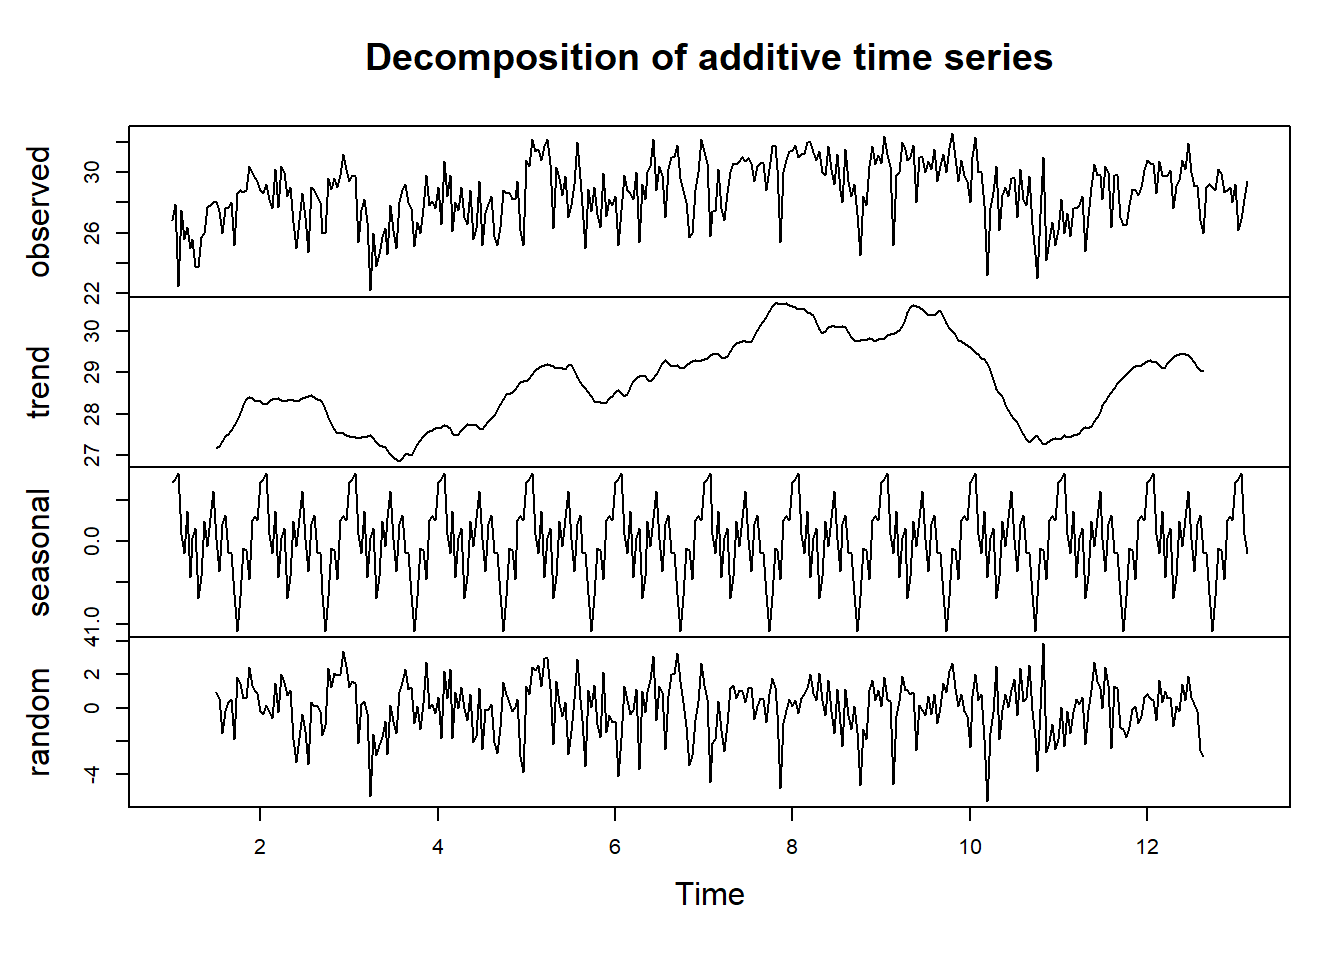 Decomposition of additive time series
observed
22 26 30
trend
27 28 29 30
seasonal
-1.0 0.0
random
-4 0 2 4
2 4 6 8 10 12
Time